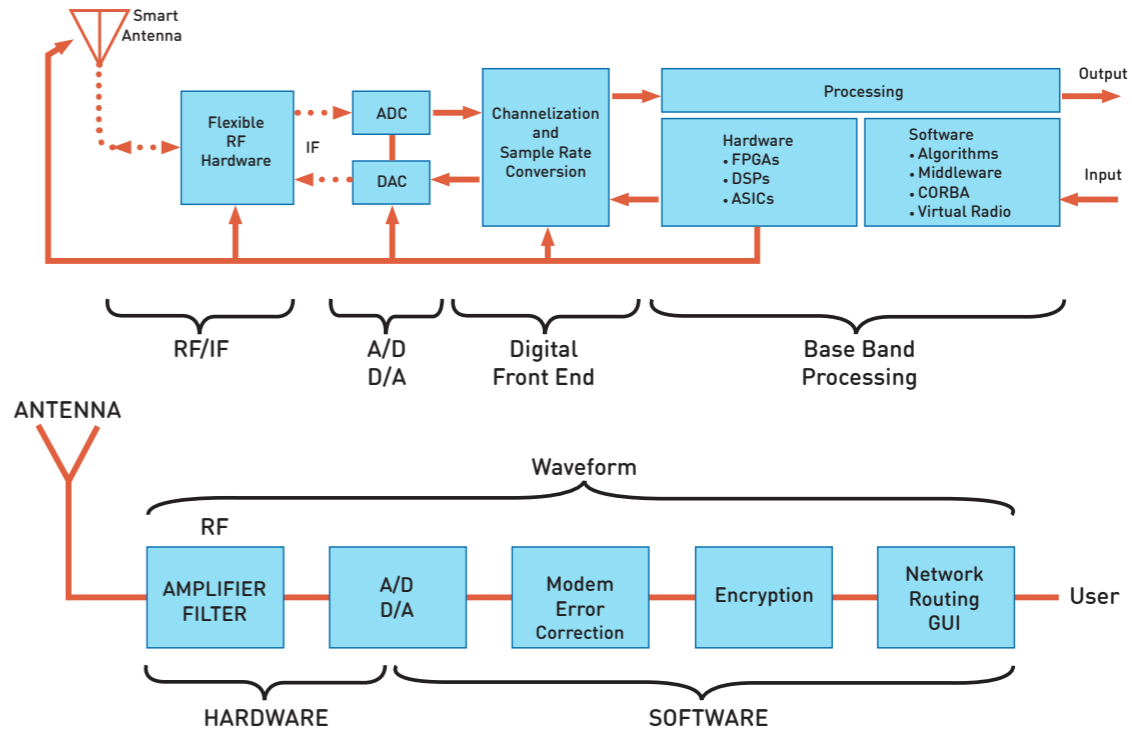 Smart
Antenna
Flexible
RF
Hardware
IF
ADC
DAC
Channelization
and
Sample Rate
Conversion
Processing
Hardware
• FPGAs
• DSPs
• ASICs
Software
• Algorithms
• Middleware
• CORBA
• Virtual Radio
Output
Input
RF/IF
A/D
D/A
Digital
Front End
Base Band
Processing
ANTENNA
Waveform
RF
AMPLIFIER
FILTER
A/D
D/A
Modem
Error
Correction
Encryption
Network
Routing
GUI
User
HARDWARE
SOFTWARE